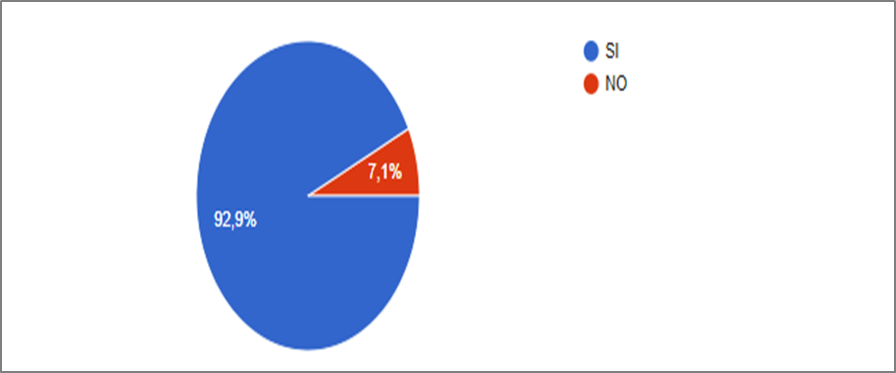 SI
NO
7,1%
92,9%